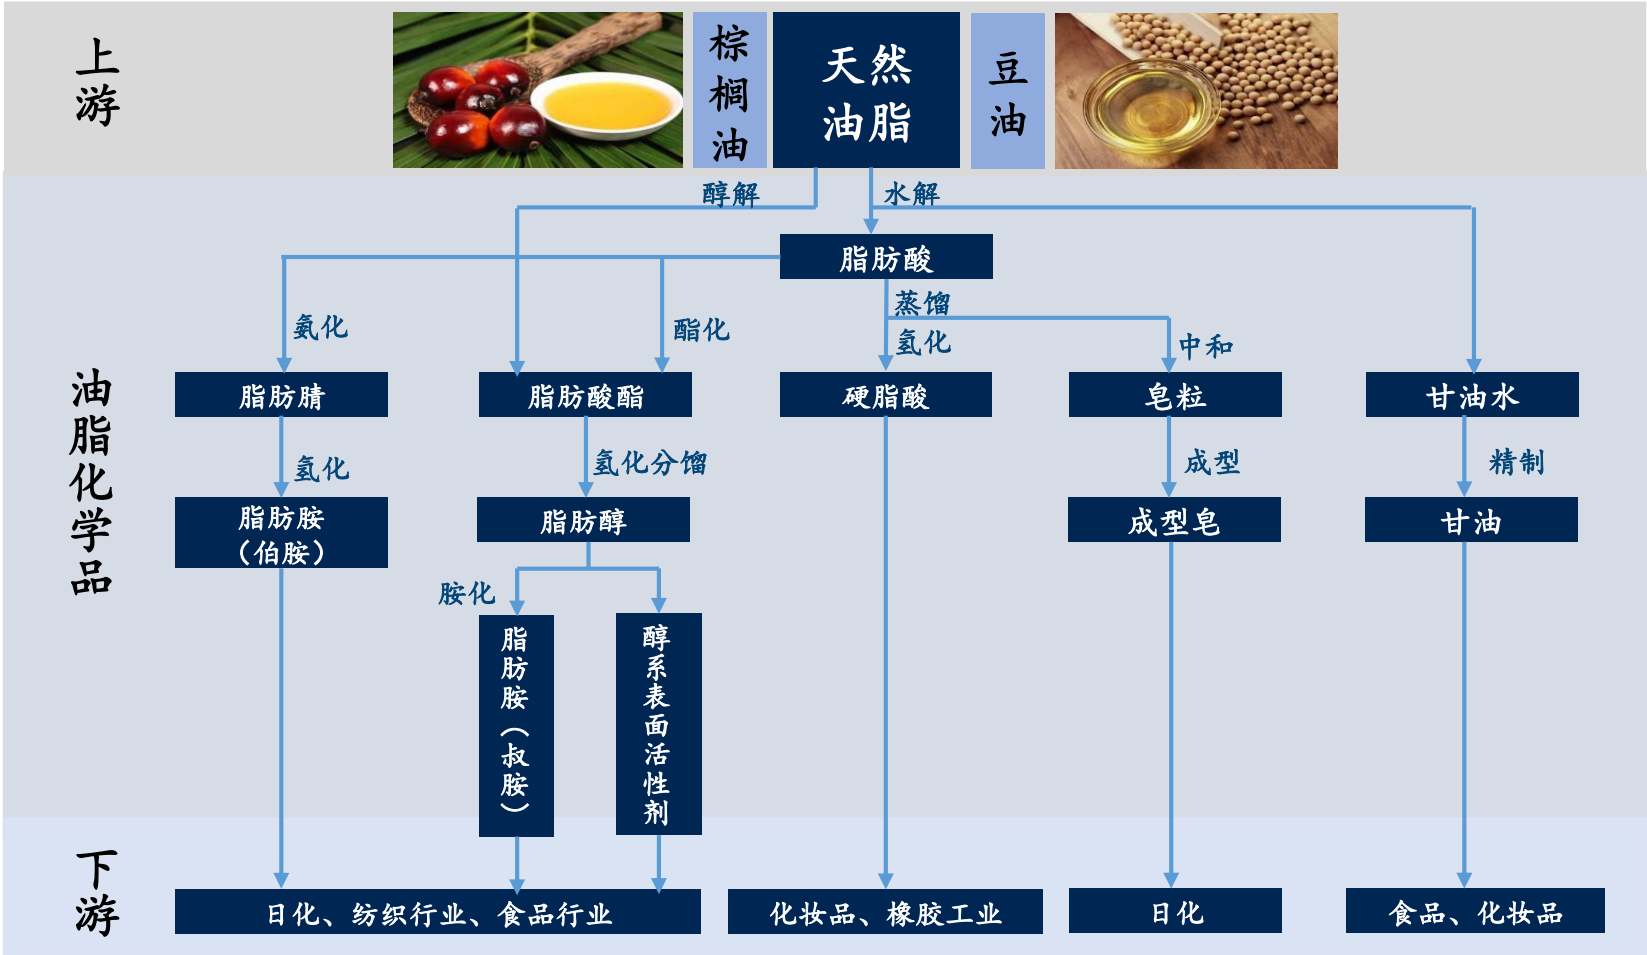 上游
棕榈油
天然
油脂
豆油
醇解
水解
脂肪酸
蒸馏
氨化
酯化
氢化
中和
脂肪腈
脂肪酸酯
硬脂酸
皂粒
甘油水
氢化
氢化分馏
成型
精制
油脂化学品
脂肪胺
（伯胺）
脂肪醇
成型皂
甘油
胺化
脂肪胺（叔胺）
醇系表面活性剂
下游
日化、纺织行业、食品行业
化妆品、橡胶工业
日化
食品、化妆品